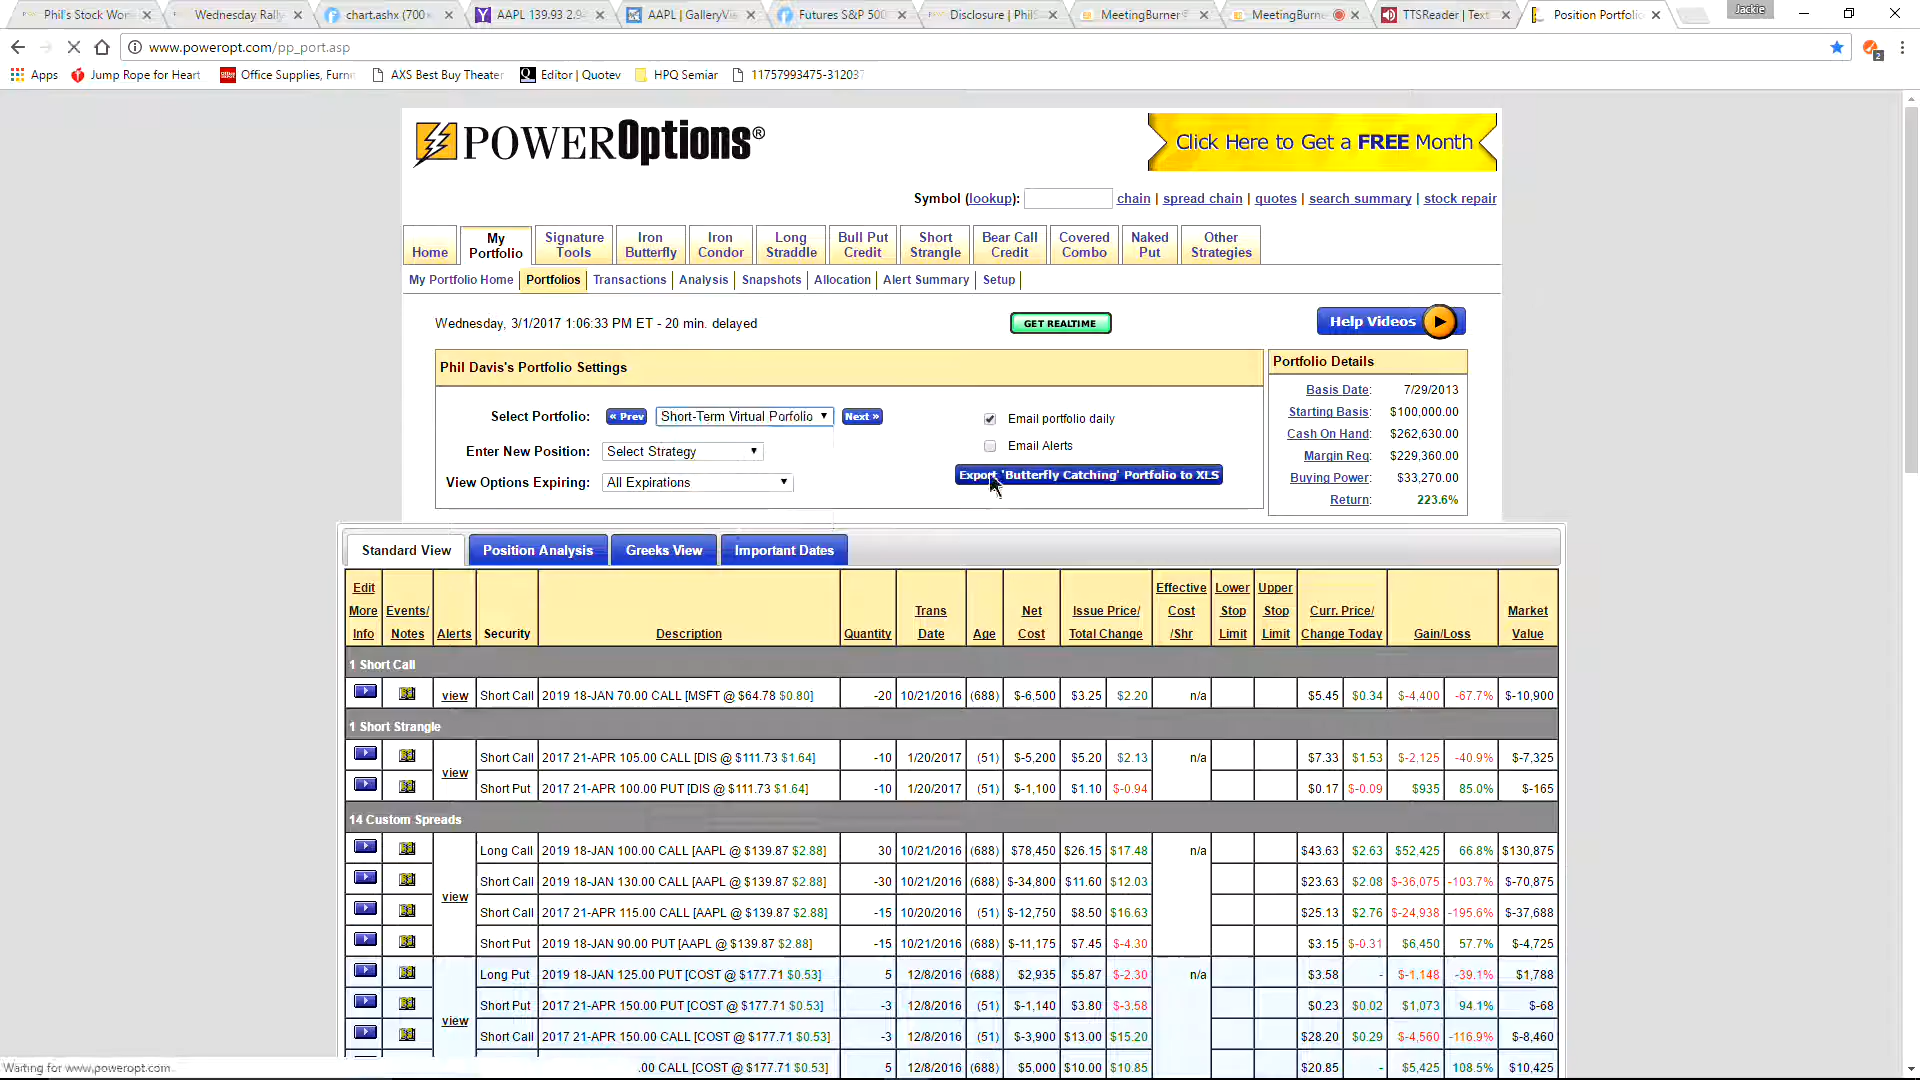 Phil's Stock Wor
Wednesday Rally
chart.ashx (700×
AAPL 139.93 2.9
AAPL | GalleryVi
Futures S&P 500
Disclosure | Phil'
MeetingBurner
MeetingBurn
TTSReader | Text
Position Portfolio
Jackie
www.poweropt.com/pp_port.asp
Apps
Jump Rope for Heart
Office Supplies, Furni
AXS Best Buy Theater
Editor | Quotev
HPQ Semiar
11757993475-312037
2
POWEROptions®
Click Here to Get a FREE Month
Symbol (lookup): chain | spread chain | quotes | search summary | stock repair
Home
My Portfolio
Signature Tools
Iron Butterfly
Iron Condor
Long Straddle
Bull Put Credit
Short Strangle
Bear Call Credit
Covered Combo
Naked Put
Other Strategies
My Portfolio Home | Portfolios | Transactions | Analysis | Snapshots | Allocation | Alert Summary | Setup |
Wednesday, 3/1/2017 1:06:33 PM ET - 20 min. delayed
GET REALTIME
Help Videos
Phil Davis's Portfolio Settings
Select Portfolio: « Prev Short-Term Virtual Porfolio Next »
Enter New Position: Select Strategy
View Options Expiring: All Expirations
Email portfolio daily
Email Alerts
Export 'Butterfly Catching' Portfolio to XLS
Portfolio Details
Basis Date: 7/29/2013
Starting Basis: $100,000.00
Cash On Hand: $262,630.00
Margin Req: $229,360.00
Buying Power: $33,270.00
Return: 223.6%
Standard View
Position Analysis
Greeks View
Important Dates
Edit More Info
Events/ Notes
Alerts
Security
Description
Quantity
Trans Date
Age
Net Cost
Issue Price/ Total Change
Effective Cost /Shr
Lower Stop Limit
Upper Stop Limit
Curr. Price/ Change Today
Gain/Loss
Market Value
1 Short Call
view Short Call 2019 18-JAN 70.00 CALL [MSFT @ $64.78 $0.80] -20 10/21/2016 (688) $-6,500 $3.25 $2.20 n/a $5.45 $0.34 $-4,400 -67.7% $-10,900
1 Short Strangle
Short Call 2017 21-APR 105.00 CALL [DIS @ $111.73 $1.64] -10 1/20/2017 (51) $-5,200 $5.20 $2.13 n/a $7.33 $1.53 $-2,125 -40.9% $-7,325
view
Short Put 2017 21-APR 100.00 PUT [DIS @ $111.73 $1.64] -10 1/20/2017 (51) $-1,100 $1.10 $-0.94 $0.17 $-0.09 $935 85.0% $-165
14 Custom Spreads
Long Call 2019 18-JAN 100.00 CALL [AAPL @ $139.87 $2.88] 30 10/21/2016 (688) $78,450 $26.15 $17.48 n/a $43.63 $2.63 $52,425 66.8% $130,875
Short Call 2019 18-JAN 130.00 CALL [AAPL @ $139.87 $2.88] -30 10/21/2016 (688) $-34,800 $11.60 $12.03 $23.63 $2.08 $-36,075 -103.7% $-70,875
view
Short Call 2017 21-APR 115.00 CALL [AAPL @ $139.87 $2.88] -15 10/20/2016 (51) $-12,750 $8.50 $16.63 $25.13 $2.76 $-24,938 -195.6% $-37,688
Short Put 2019 18-JAN 90.00 PUT [AAPL @ $139.87 $2.88] -15 10/21/2016 (688) $-11,175 $7.45 $-4.30 $3.15 $-0.31 $6,450 57.7% $-4,725
Long Put 2019 18-JAN 125.00 PUT [COST @ $177.71 $0.53] 5 12/8/2016 (688) $2,935 $5.87 $-2.30 n/a $3.58 - $-1,148 -39.1% $1,788
Short Put 2017 21-APR 150.00 PUT [COST @ $177.71 $0.53] -3 12/8/2016 (51) $-1,140 $3.80 $-3.58 $0.23 $0.02 $1,073 94.1% $-68
view
Short Call 2017 21-APR 150.00 CALL [COST @ $177.71 $0.53] -3 12/8/2016 (51) $-3,900 $13.00 $15.20 $28.20 $0.29 $-4,560 -116.9% $-8,460
.00 CALL [COST @ $177.71 $0.53] 5 12/8/2016 (688) $5,000 $10.00 $10.85 $20.85 - $5,425 108.5% $10,425
Waiting for www.poweropt.com